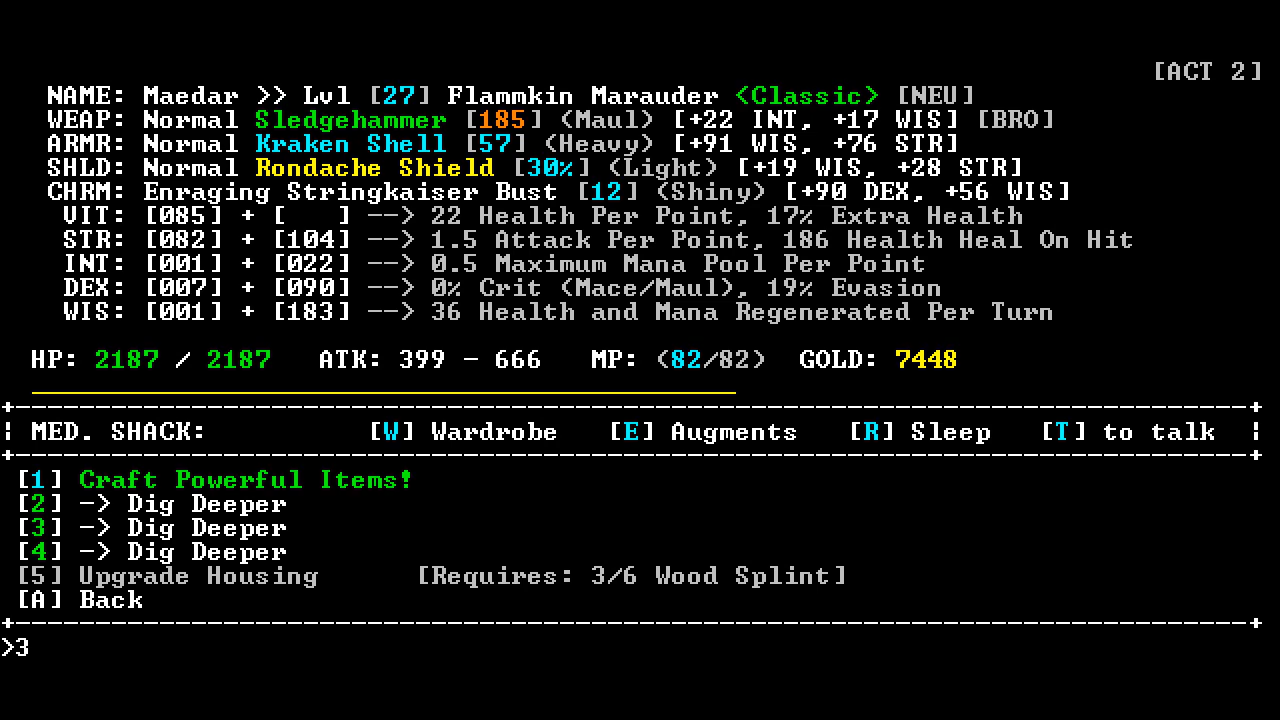 [ACT 2]
NAME: Maedar >> Lvl [27] Flammkin Marauder <Classic> [NEU]
WEAP: Normal Sledgehammer [185] (Maul) [+22 INT, +17 WIS] [BRO]
ARMR: Normal Kraken Shell [57] (Heavy) [+91 WIS, +76 STR]
SHLD: Normal Rondache Shield [30%] (Light) [+19 WIS, +28 STR]
CHRM: Enraging Stringkaiser Bust [12] (Shiny) [+90 DEX, +56 WIS]
VIT: [085] + [   ] --> 22 Health Per Point, 17% Extra Health
STR: [082] + [104] --> 1.5 Attack Per Point, 186 Health Heal On Hit
INT: [001] + [022] --> 0.5 Maximum Mana Pool Per Point
DEX: [007] + [090] --> 0% Crit (Mace/Maul), 19% Evasion
WIS: [001] + [183] --> 36 Health and Mana Regenerated Per Turn
HP: 2187 / 2187   ATK: 399 - 666   MP: (82/82)  GOLD: 7448
MED. SHACK:          [W] Wardrobe   [E] Augments   [R] Sleep   [T] to talk
[1] Craft Powerful Items!
[2] -> Dig Deeper
[3] -> Dig Deeper
[4] -> Dig Deeper
[5] Upgrade Housing      [Requires: 3/6 Wood Splint]
[A] Back
>3